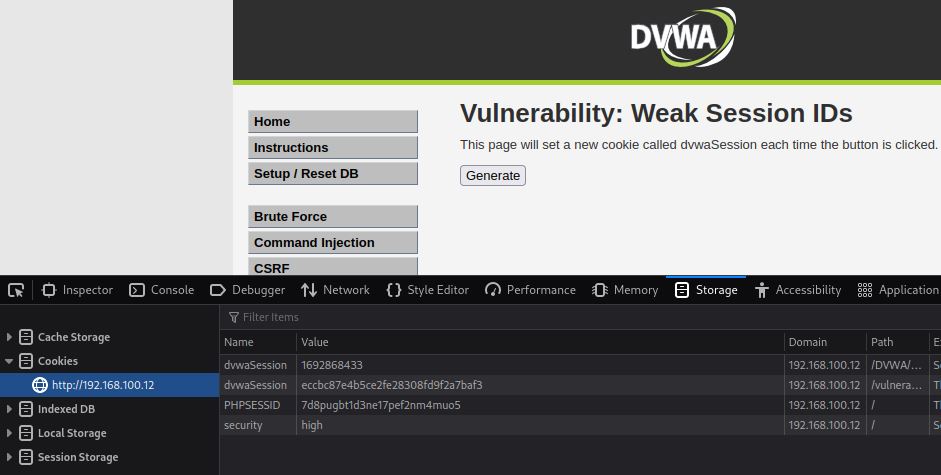 DVWA
Vulnerability: Weak Session IDs
This page will set a new cookie called dvwaSession each time the button is clicked.
Generate
Home
Instructions
Setup / Reset DB
Brute Force
Command Injection
CSRF
Inspector Console Debugger Network Style Editor Performance Memory Storage Accessibility Application
Cache Storage
Cookies
http://192.168.100.12
Indexed DB
Local Storage
Session Storage
Filter Items
Name Value Domain Path
dvwaSession 1692868433 192.168.100.12 /DVWA/...
dvwaSession eccbc87e4b5ce2fe28308fd9f2a7baf3 192.168.100.12 /vulnera...
PHPSESSID 7d8pugbt1d3ne17pef2nm4muo5 192.168.100.12 /
security high 192.168.100.12 /